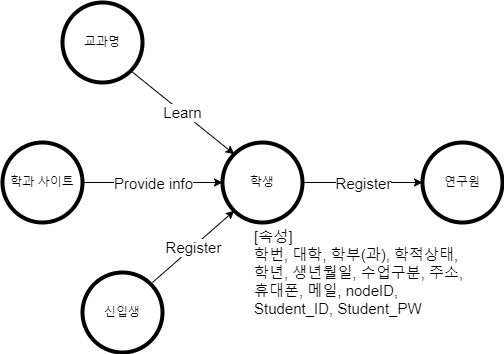 교과명
Learn
학과 사이트
Provide info
학생
Register
연구원
Register
[속성]
학번, 대학, 학부(과), 학적상태,
학년, 생년월일, 수업구분, 주소,
휴대폰, 메일, nodeID,
Student_ID, Student_PW
신입생